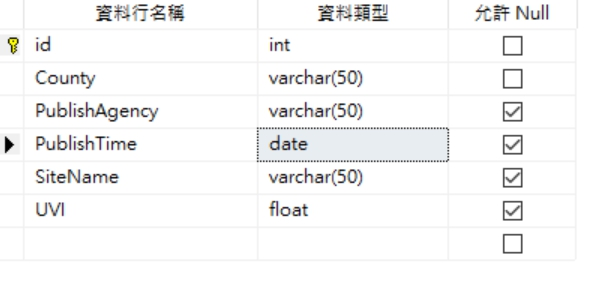 資料行名稱 資料類型 允許 Null
id int
County varchar(50)
PublishAgency varchar(50)
PublishTime date
SiteName varchar(50)
UVI float